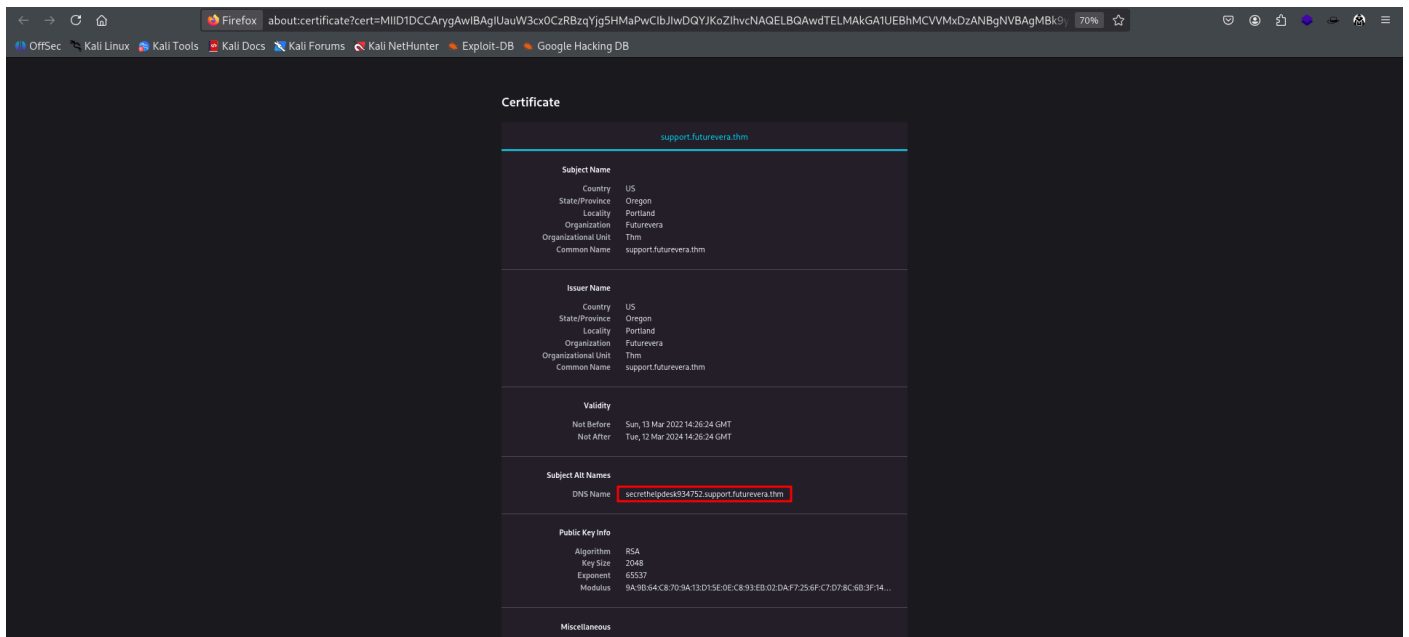 Firefox about:certificate?cert=MIID1DCCArygAwIBAgIUauW3cx0CzRBzqYjg5HMaPwCIbJIwDQYJKoZIhvcNAQELBQAwdTELMAkGA1UEBhMCVVMxDzANBgNVBAgMBk9y 70%
OffSec Kali Linux Kali Tools Kali Docs Kali Forums Kali NetHunter Exploit-DB Google Hacking DB
Certificate
support.futurevera.thm
Subject Name
Country US
State/Province Oregon
Locality Portland
Organization Futurevera
Organizational Unit Thm
Common Name support.futurevera.thm
Issuer Name
Country US
State/Province Oregon
Locality Portland
Organization Futurevera
Organizational Unit Thm
Common Name support.futurevera.thm
Validity
Not Before Sun, 13 Mar 2022 14:26:24 GMT
Not After Tue, 12 Mar 2024 14:26:24 GMT
Subject Alt Names
DNS Name secrethelpdesk934752.support.futurevera.thm
Public Key Info
Algorithm RSA
Key Size 2048
Exponent 65537
Modulus 9A:9B:64:C8:70:9A:13:D1:5E:0E:C8:93:EB:02:DA:F7:25:6F:C7:D7:8C:6B:3F:14...
Miscellaneous